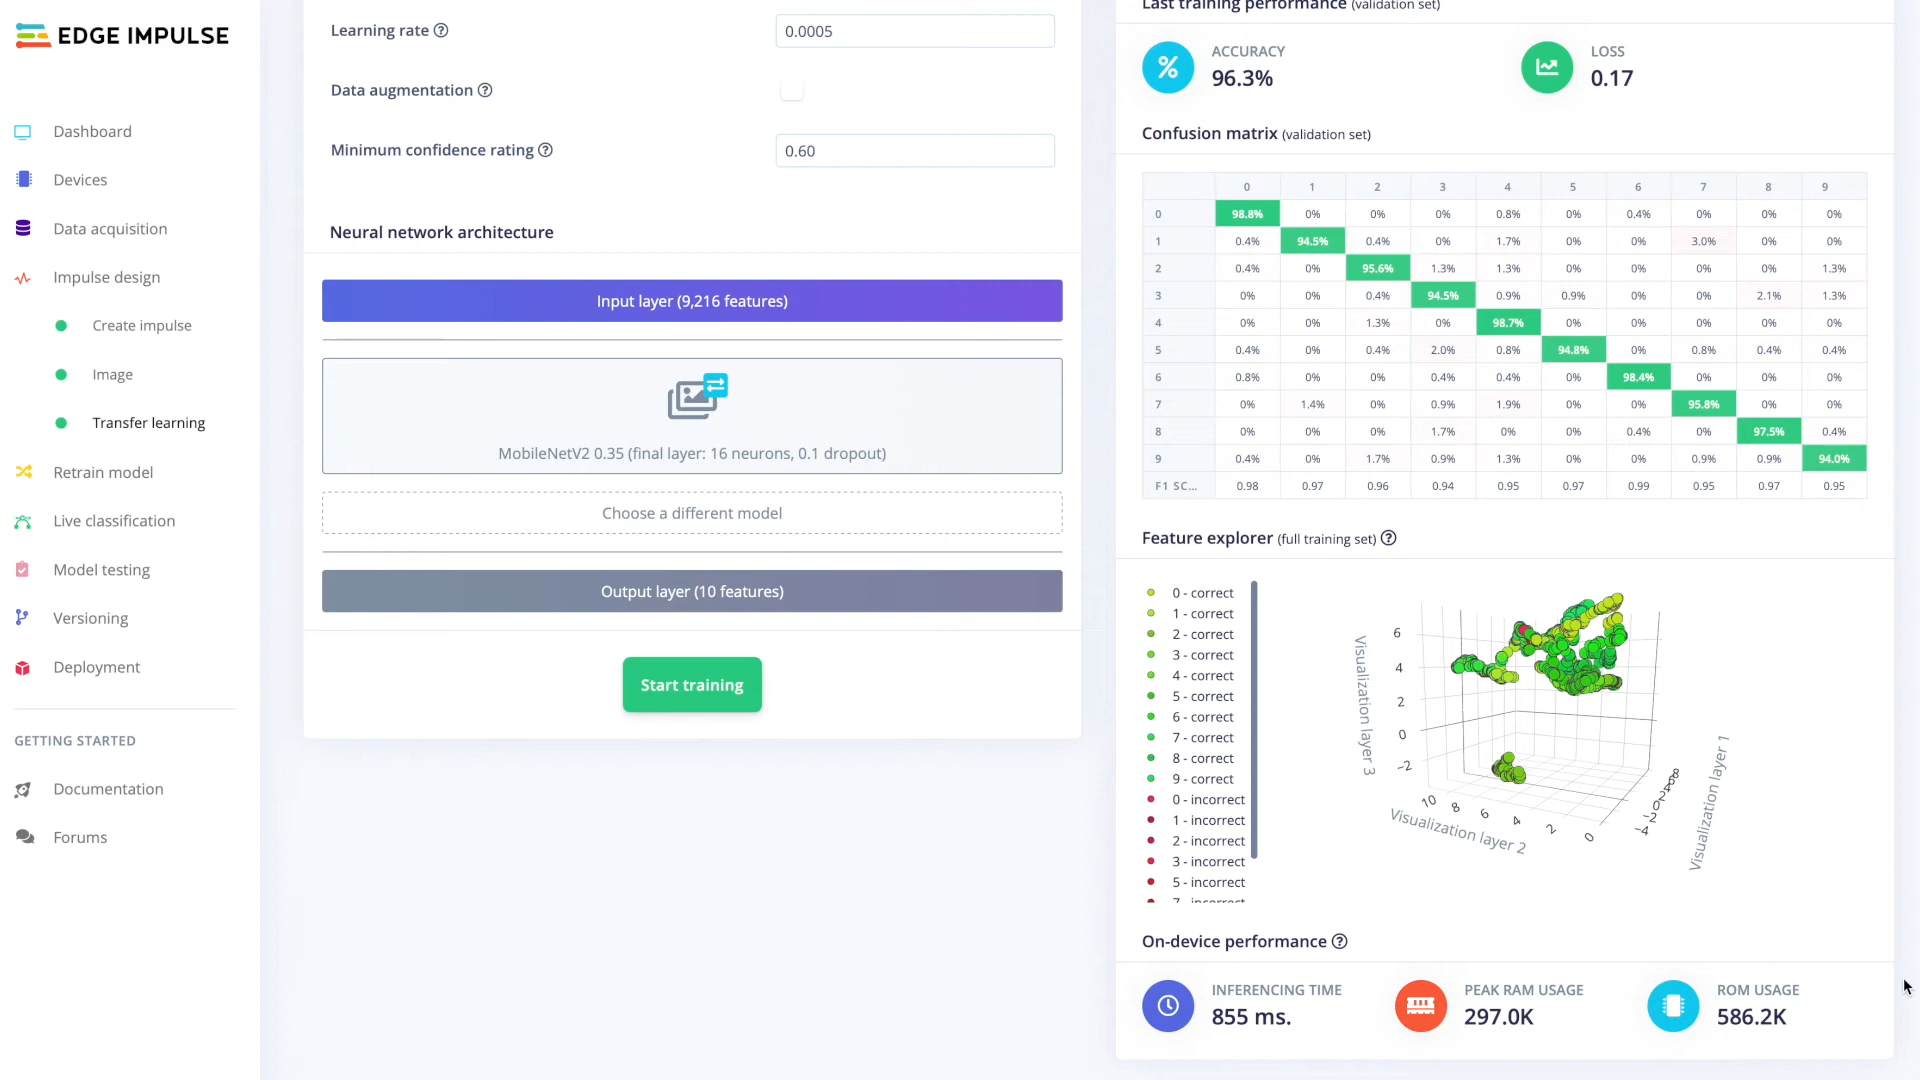 EDGE IMPULSE
Dashboard
Devices
Data acquisition
Impulse design
Create impulse
Image
Transfer learning
Retrain model
Live classification
Model testing
Versioning
Deployment
GETTING STARTED
Documentation
Forums
Learning rate ?
0.0005
Data augmentation ?
Minimum confidence rating ?
0.60
Neural network architecture
Input layer (9,216 features)
MobileNetV2 0.35 (final layer: 16 neurons, 0.1 dropout)
Choose a different model
Output layer (10 features)
Start training
Last training performance (validation set)
%
ACCURACY
96.3%
LOSS
0.17
Confusion matrix (validation set)
0 1 2 3 4 5 6 7 8 9
0 98.8% 0% 0% 0% 0.8% 0% 0.4% 0% 0% 0%
1 0.4% 94.5% 0.4% 0% 1.7% 0% 0% 3.0% 0% 0%
2 0.4% 0% 95.6% 1.3% 1.3% 0% 0% 0% 0% 1.3%
3 0% 0% 0.4% 94.5% 0.9% 0.9% 0% 0% 2.1% 1.3%
4 0% 0% 1.3% 0% 98.7% 0% 0% 0% 0% 0%
5 0.4% 0% 0.4% 2.0% 0.8% 94.8% 0% 0.8% 0.4% 0.4%
6 0.8% 0% 0% 0.4% 0.4% 0% 98.4% 0% 0% 0%
7 0% 1.4% 0% 0.9% 1.9% 0% 0% 95.8% 0% 0%
8 0% 0% 0% 1.7% 0% 0% 0.4% 0% 97.5% 0.4%
9 0.4% 0% 1.7% 0.9% 1.3% 0% 0% 0.9% 0.9% 94.0%
F1 SC... 0.98 0.97 0.96 0.94 0.95 0.97 0.99 0.95 0.97 0.95
Feature explorer (full training set) ?
0 - correct
1 - correct
2 - correct
3 - correct
4 - correct
5 - correct
6 - correct
7 - correct
8 - correct
9 - correct
0 - incorrect
1 - incorrect
2 - incorrect
3 - incorrect
5 - incorrect
7 - incorrect
Visualization layer 3
6
4
2
0
−2
10 8 6 4 2 0
Visualization layer 2
8
6
4
2
0
−2
−4
Visualization layer 1
On-device performance ?
INFERENCING TIME
855 ms.
PEAK RAM USAGE
297.0K
ROM USAGE
586.2K